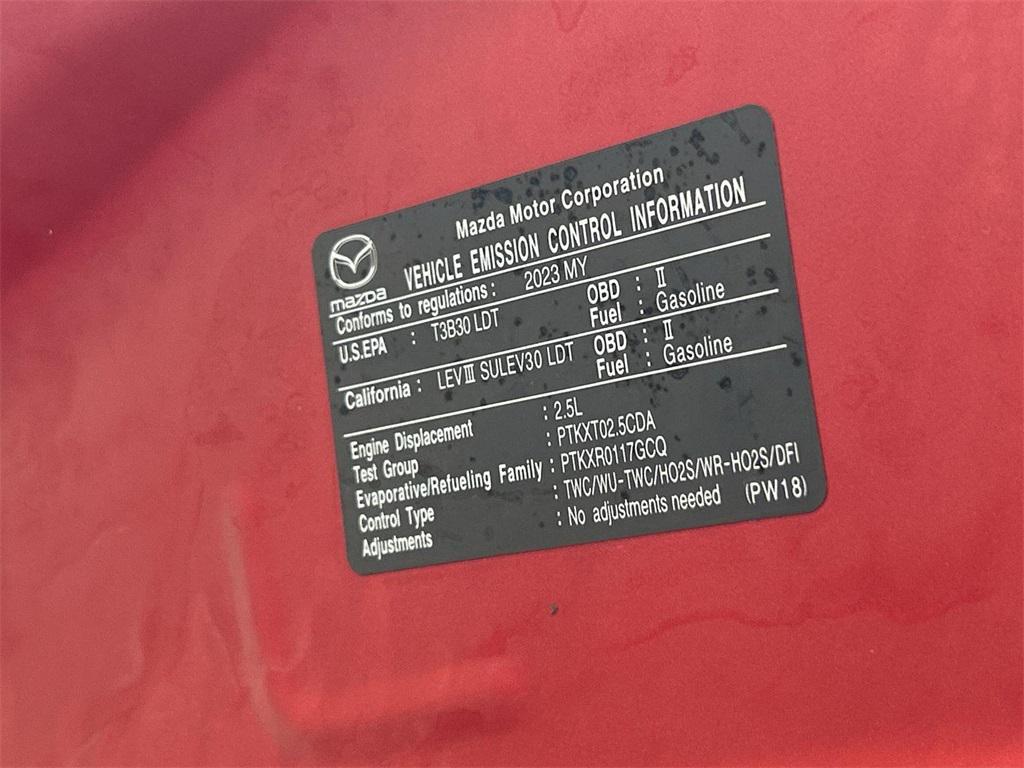 Mazda Motor Corporation
mazda
VEHICLE EMISSION CONTROL INFORMATION
Conforms to regulations : 2023 MY
U.S.EPA : T3B30 LDT OBD : II
Fuel : Gasoline
California : LEVIII SULEV30 LDT OBD : II
Fuel : Gasoline
Engine Displacement : 2.5L
Test Group : PTKXT02.5CDA
Evaporative/Refueling Family : PTKXR0117GCQ
Control Type : TWC/WU-TWC/HO2S/WR-HO2S/DFI
Adjustments : No adjustments needed (PW18)